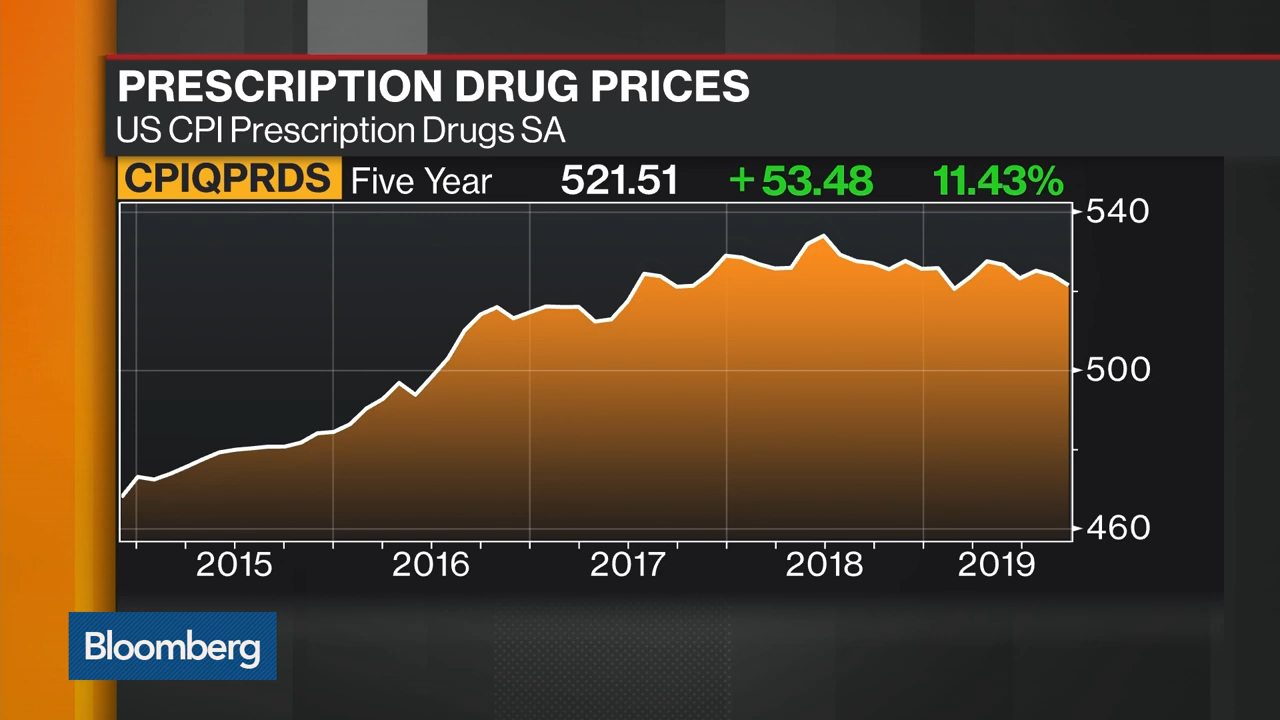 PRESCRIPTION DRUG PRICES
US CPI Prescription Drugs SA
CPIQPRDS Five Year 521.51 +53.48 11.43%
540
500
460
2015 2016 2017 2018 2019
Bloomberg